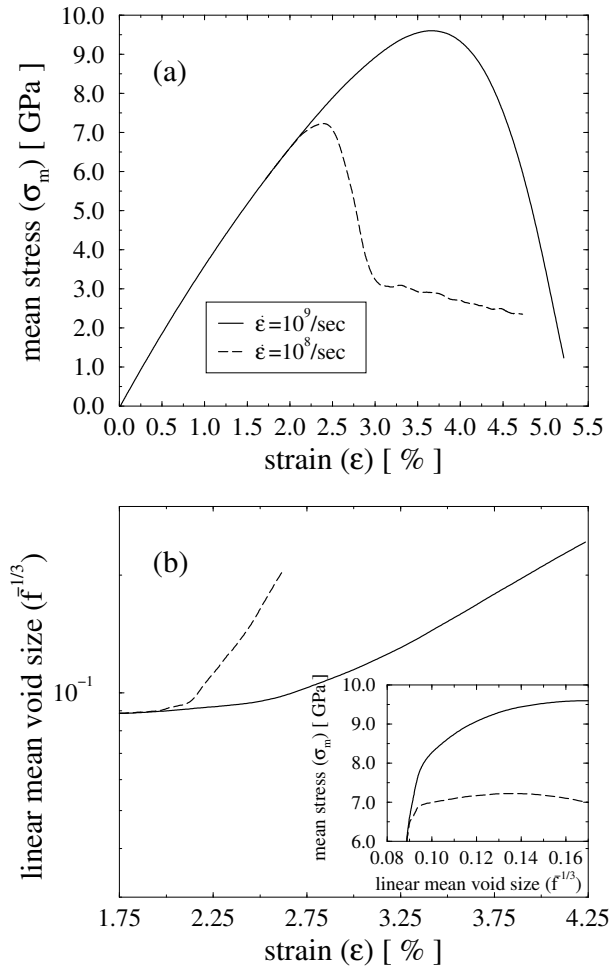 10.0
9.0
8.0
7.0
6.0
5.0
4.0
3.0
2.0
1.0
0.0
mean stress (σm) [ GPa]
(a)
ε̇=10⁹/sec
ε̇=10⁸/sec
0.0 0.5 1.0 1.5 2.0 2.5 3.0 3.5 4.0 4.5 5.0 5.5
strain (ε) [ % ]
(b)
linear mean void size (f̄^1/3)
10⁻¹
mean stress (σm) [ GPa]
10.0
9.0
8.0
7.0
6.0
0.08 0.10 0.12 0.14 0.16
linear mean void size (f̄^1/3)
1.75 2.25 2.75 3.25 3.75 4.25
strain (ε) [ % ]